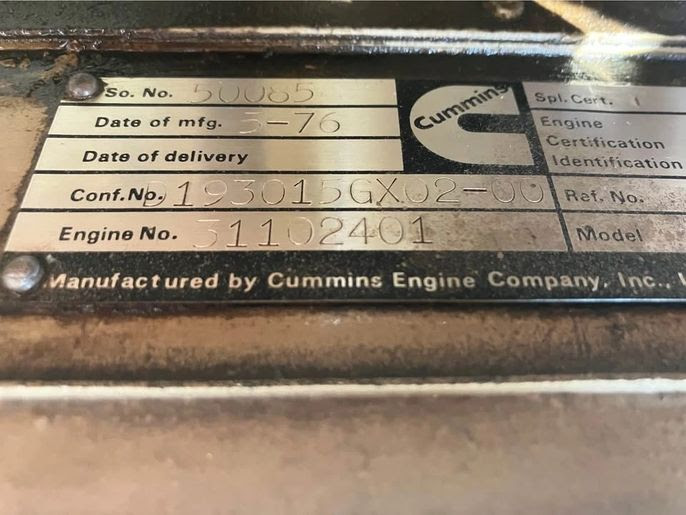 So. No. 50085
Date of mfg. 3-76
Date of delivery
Conf.No. D193015GX02-00
Engine No. 31102401
Cummins
Spl. Cert.
Engine
Certification
Identification
Ref. No.
Model
Manufactured by Cummins Engine Company, Inc.,